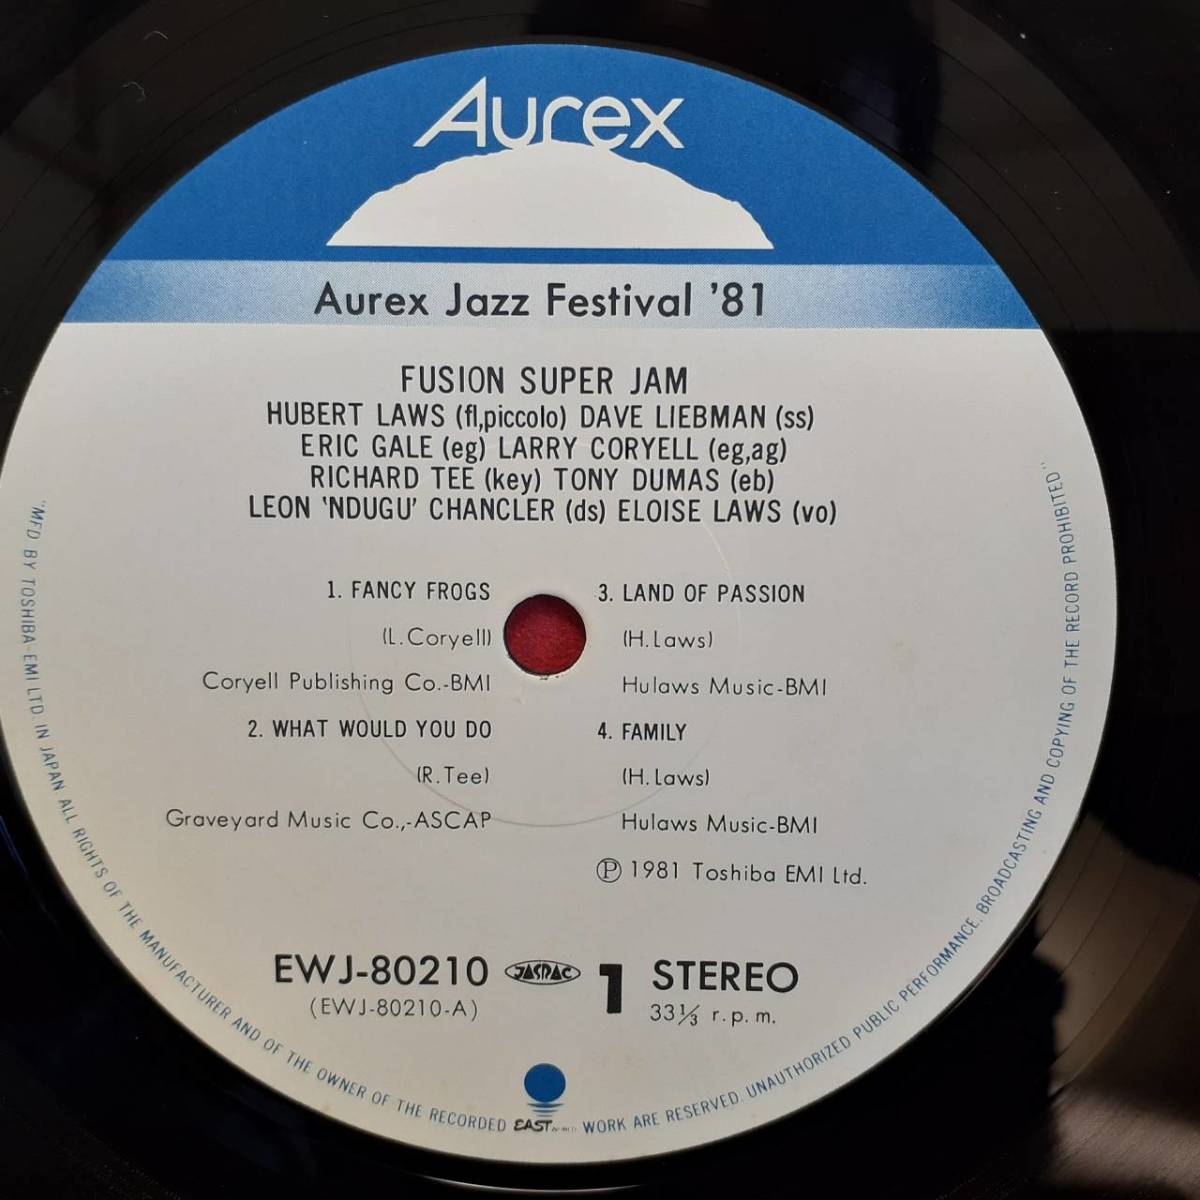 Aurex
Aurex Jazz Festival '81
FUSION SUPER JAM
HUBERT LAWS (fl,piccolo) DAVE LIEBMAN (ss)
ERIC GALE (eg) LARRY CORYELL (eg,ag)
RICHARD TEE (key) TONY DUMAS (eb)
LEON 'NDUGU' CHANCLER (ds) ELOISE LAWS (vo)
1. FANCY FROGS
(L.Coryell)
Coryell Publishing Co.-BMI
2. WHAT WOULD YOU DO
(R.Tee)
Graveyard Music Co.,-ASCAP
3. LAND OF PASSION
(H.Laws)
Hulaws Music-BMI
4. FAMILY
(H.Laws)
Hulaws Music-BMI
Ⓟ 1981 Toshiba EMI Ltd.
EWJ-80210 JASRAC 1 STEREO
(EWJ-80210-A) 33⅓ r.p.m.
"MFD. BY TOSHIBA-EMI LTD. IN JAPAN ALL RIGHTS OF THE MANUFACTURER AND OF THE OWNER OF THE RECORDED WORK ARE RESERVED. UNAUTHORIZED PUBLIC PERFORMANCE, BROADCASTING AND COPYING OF THE RECORD PROHIBITED"
EAST